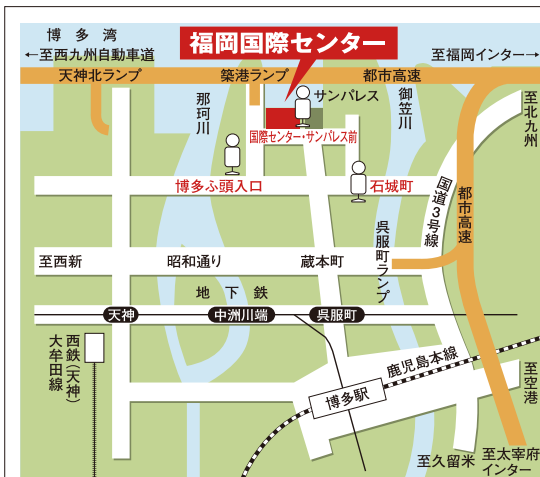 博多湾
←至西九州自動車道
福岡国際センター
至福岡インター→
天神北ランプ
築港ランプ
都市高速
那珂川
サンパレス
御笠川
至北九州
国際センター・サンパレス前
博多ふ頭入口
石城町
国道3号線
都市高速
呉服町ランプ
至西新
昭和通り
蔵本町
地下鉄
天神
中洲川端
呉服町
西鉄(天神)
大牟田線
鹿児島本線
博多駅
至空港
至久留米
至太宰府
インター